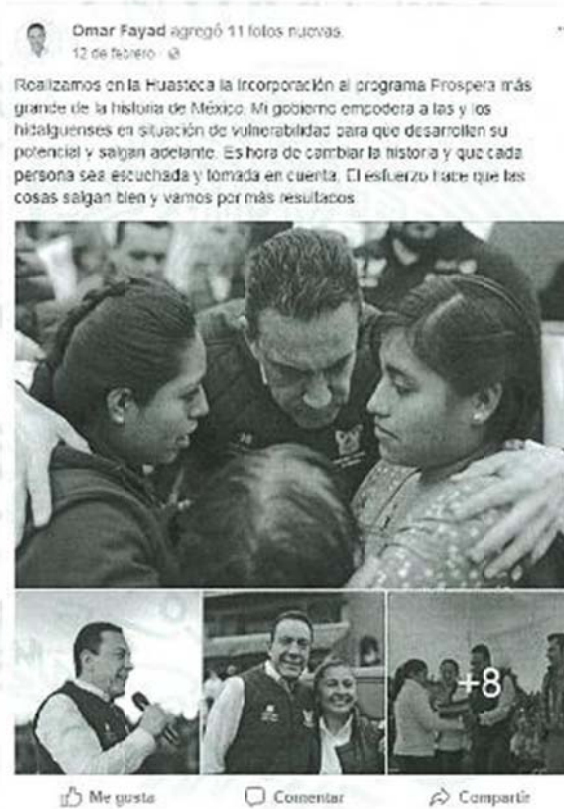 Omar Fayad agregó 11 fotos nuevas.
12 de febrero ·
Realizamos en la Huasteca la incorporación al programa Prospera más
grande de la historia de México. Mi gobierno empodera a las y los
hidalguenses en situación de vulnerabilidad para que desarrollen su
potencial y salgan adelante. Es hora de cambiar la historia y que cada
persona sea escuchada y tomada en cuenta. El esfuerzo hace que las
cosas salgan bien y vamos por más resultados
+8
Me gusta
Comentar
Compartir